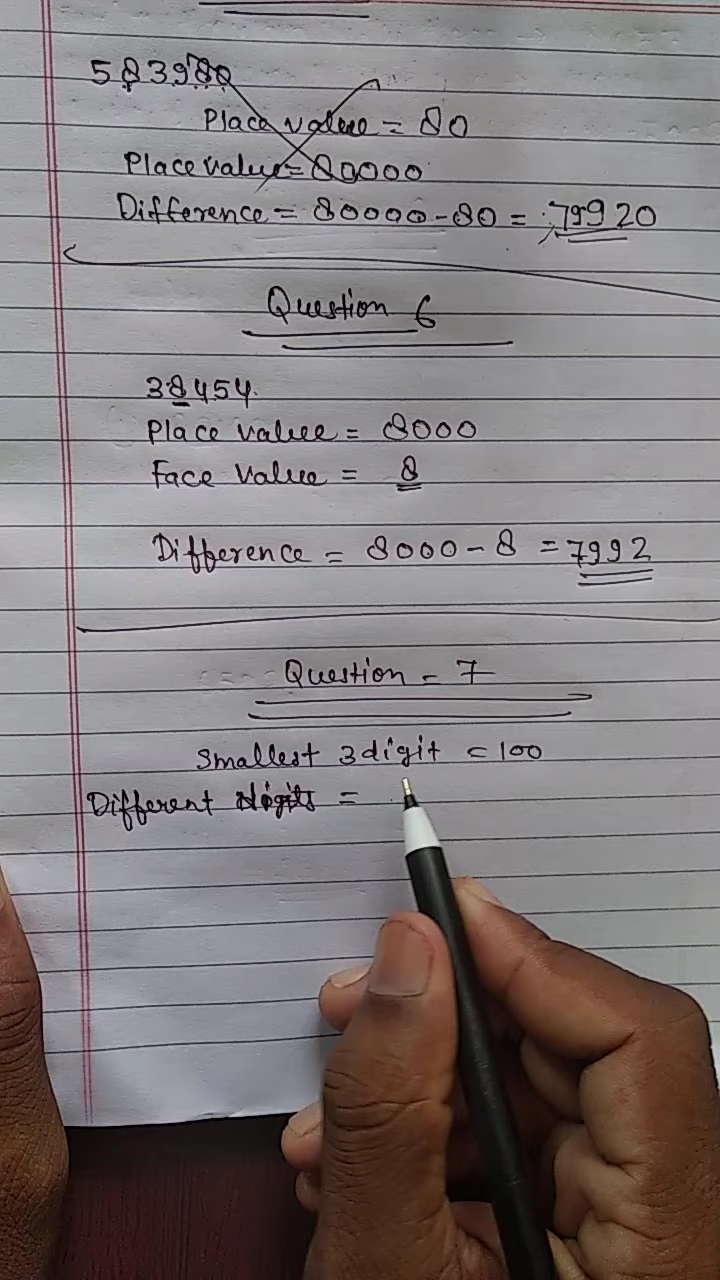 583980
Place value = 80
Place value = 80000
Difference = 80000 - 80 = 79920
Question 6
38454.
Place value = 8000
Face Value = 8
Difference = 8000 - 8 = 7992
Question - 7
Smallest 3 digit = 100
Different digits =